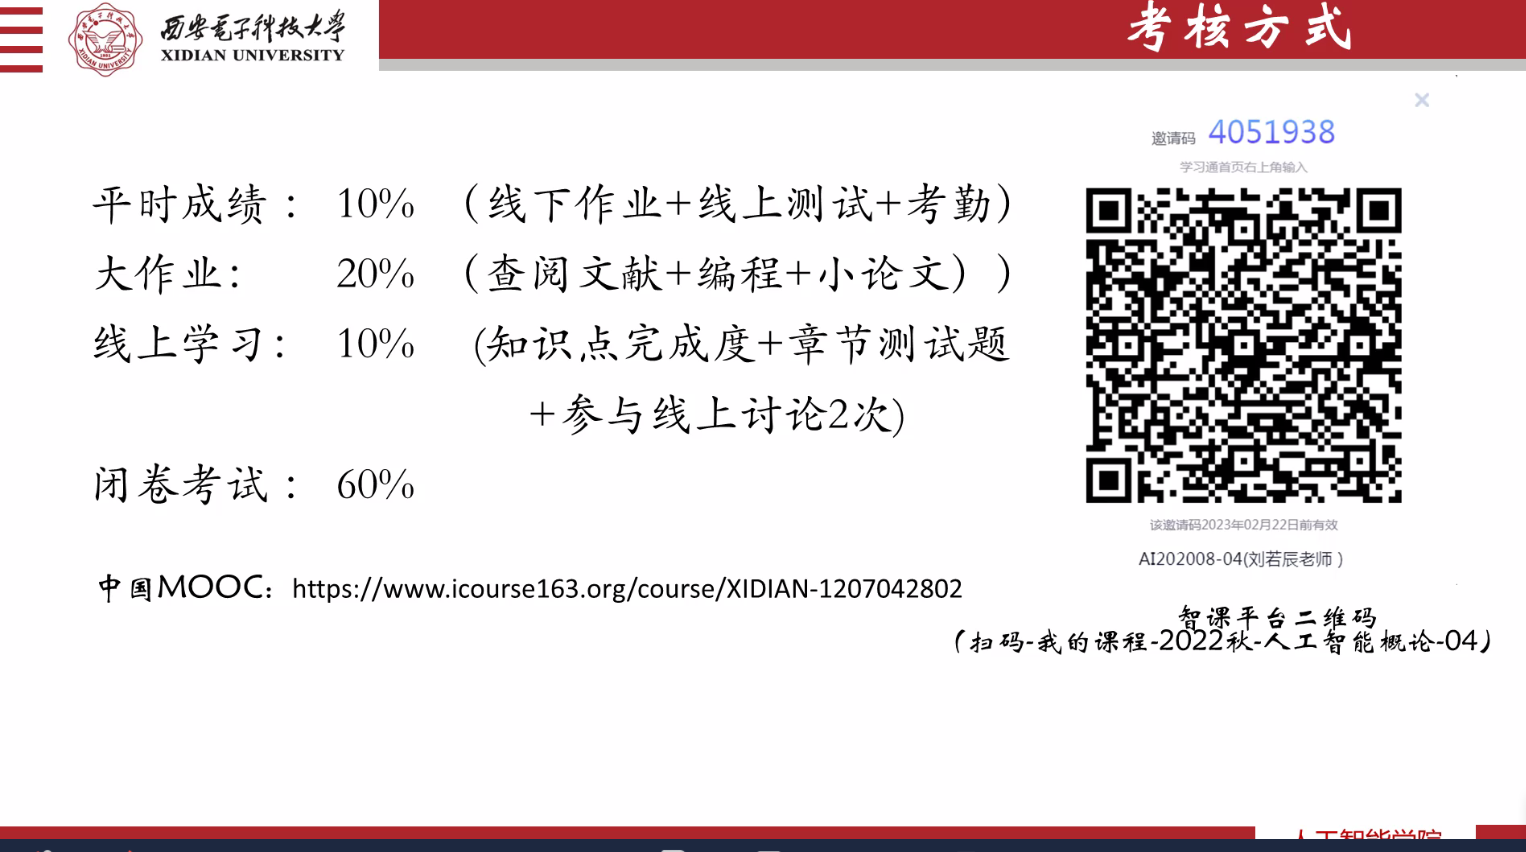 西安电子科技大学
XIDIAN UNIVERSITY
考核方式
邀请码 4051938
学习通首页右上角输入
平时成绩： 10% （线下作业+线上测试+考勤）
大作业： 20% （查阅文献+编程+小论文））
线上学习： 10% (知识点完成度+章节测试题
+参与线上讨论2次)
闭卷考试： 60%
该邀请码2023年02月22日前有效
AI202008-04(刘若辰老师 )
中国MOOC：https://www.icourse163.org/course/XIDIAN-1207042802
智课平台二维码
（扫码-我的课程-2022秋-人工智能概论-04）
人工智能学院